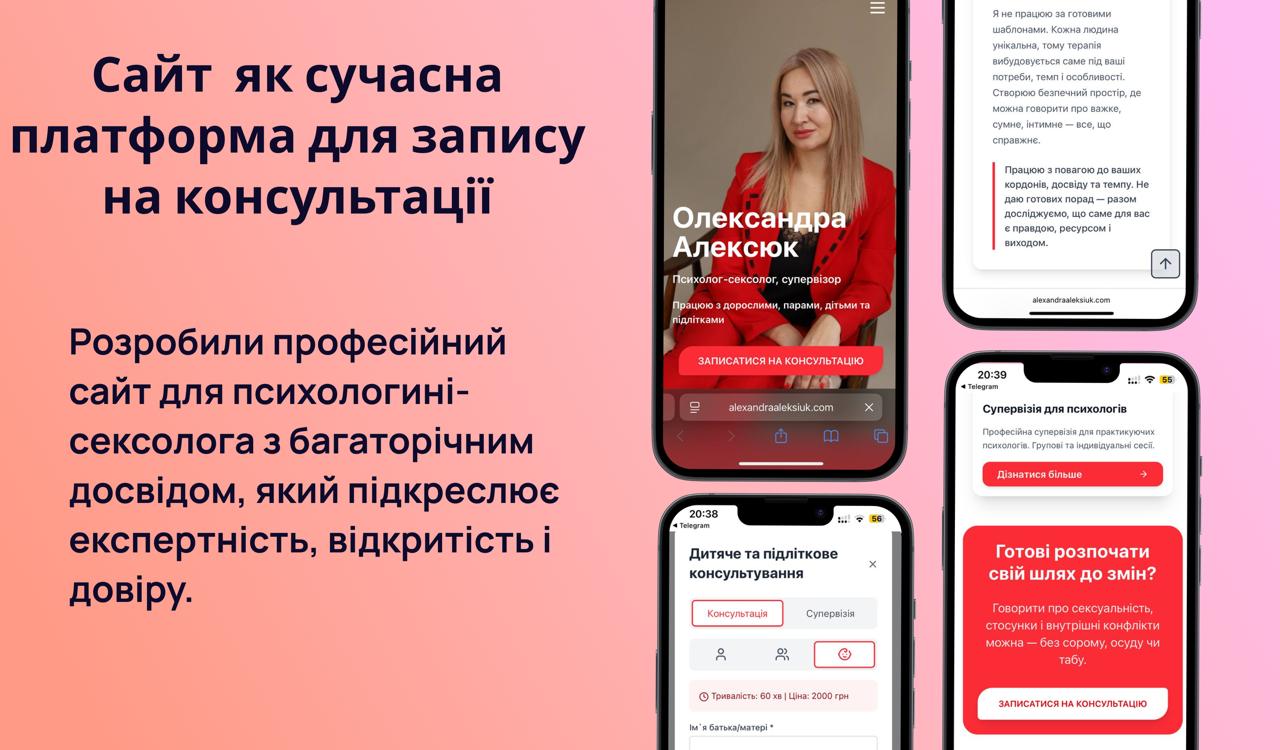 Сайт як сучасна
платформа для запису
на консультації
Розробили професійний
сайт для психологині-
сексолога з багаторічним
досвідом, який підкреслює
експертність, відкритість і
довіру.
Олександра
Алексюк
Психолог-сексолог, супервізор
Працюю з дорослими, парами, дітьми та
підлітками
ЗАПИСАТИСЯ НА КОНСУЛЬТАЦІЮ
alexandraaleksiuk.com
Я не працюю за готовими
шаблонами. Кожна людина
унікальна, тому терапія
вибудовується саме під ваші
потреби, темп і особливості.
Створюю безпечний простір, де
можна говорити про важке,
сумне, інтимне — все, що
справжнє.
Працюю з повагою до ваших
кордонів, досвіду та темпу. Не
даю готових порад — разом
досліджуємо, що саме для вас
є правдою, ресурсом і
виходом.
alexandraaleksiuk.com
20:38
56
Telegram
Дитяче та підліткове
консультування
Консультація
Супервізія
Тривалість: 60 хв | Ціна: 2000 грн
Ім`я батька/матері *
20:39
55
Telegram
Супервізія для психологів
Професійна супервізія для практикуючих
психологів. Групові та індивідуальні сесії.
Дізнатися більше
Готові розпочати
свій шлях до змін?
Говорити про сексуальність,
стосунки і внутрішні конфлікти
можна — без сорому, осуду чи
табу.
ЗАПИСАТИСЯ НА КОНСУЛЬТАЦІЮ